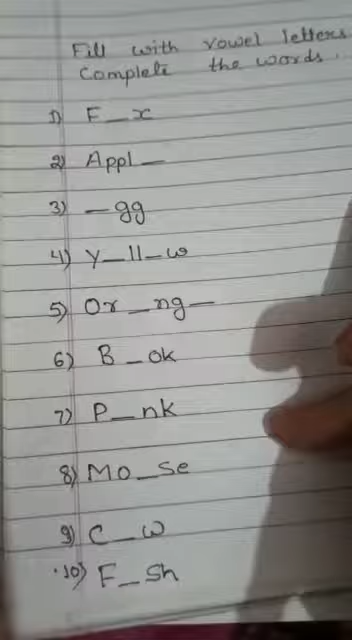 Fill with vowel letters
Complete the words.
1) F_x
2) Appl_
3) _gg
4) Y_ll_w
5) Or_ng_
6) B_ok
7) P_nk
8) Mo_se
9) C_w
10) F_sh